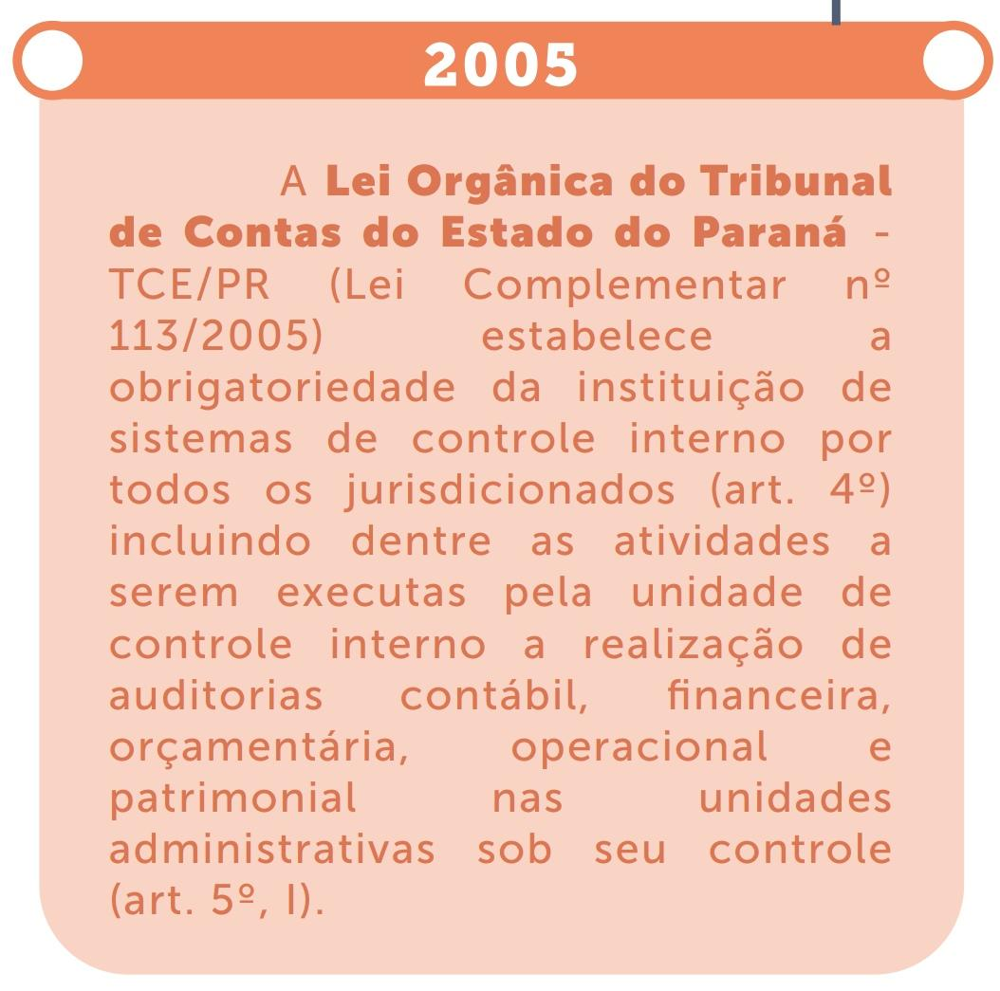 2005
A Lei Orgânica do Tribunal
de Contas do Estado do Paraná -
TCE/PR (Lei Complementar nº
113/2005) estabelece a
obrigatoriedade da instituição de
sistemas de controle interno por
todos os jurisdicionados (art. 4º)
incluindo dentre as atividades a
serem executas pela unidade de
controle interno a realização de
auditorias contábil, financeira,
orçamentária, operacional e
patrimonial nas unidades
administrativas sob seu controle
(art. 5º, I).